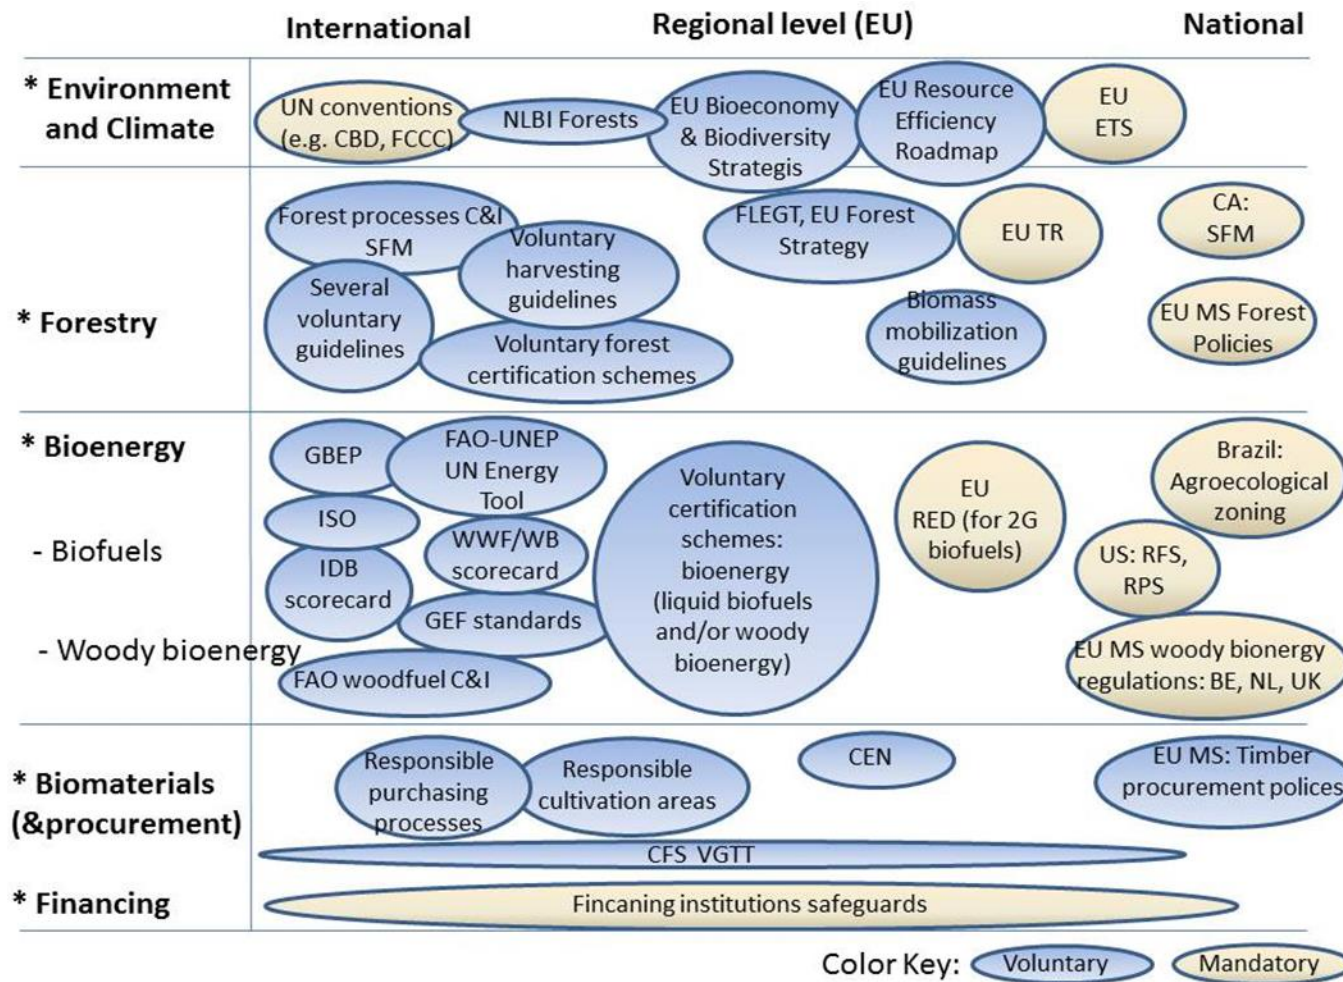 International
Regional level (EU)
National
* Environment
and Climate
UN conventions
(e.g. CBD, FCCC)
NLBI Forests
EU Bioeconomy
& Biodiversity
Strategis
EU Resource
Efficiency
Roadmap
EU
ETS
* Forestry
Forest processes C&I
SFM
Voluntary
harvesting
guidelines
Several
voluntary
guidelines
Voluntary forest
certification schemes
FLEGT, EU Forest
Strategy
EU TR
Biomass
mobilization
guidelines
CA:
SFM
EU MS Forest
Policies
* Bioenergy
- Biofuels
- Woody bioenergy
GBEP
FAO-UNEP
UN Energy
Tool
ISO
WWF/WB
scorecard
IDB
scorecard
GEF standards
FAO woodfuel C&I
Voluntary
certification
schemes:
bioenergy
(liquid biofuels
and/or woody
bioenergy)
EU
RED (for 2G
biofuels)
Brazil:
Agroecological
zoning
US: RFS,
RPS
EU MS woody bionergy
regulations: BE, NL, UK
* Biomaterials
(&procurement)
Responsible
purchasing
processes
Responsible
cultivation areas
CEN
EU MS: Timber
procurement polices
CFS VGTT
* Financing
Fincaning institutions safeguards
Color Key:
Voluntary
Mandatory